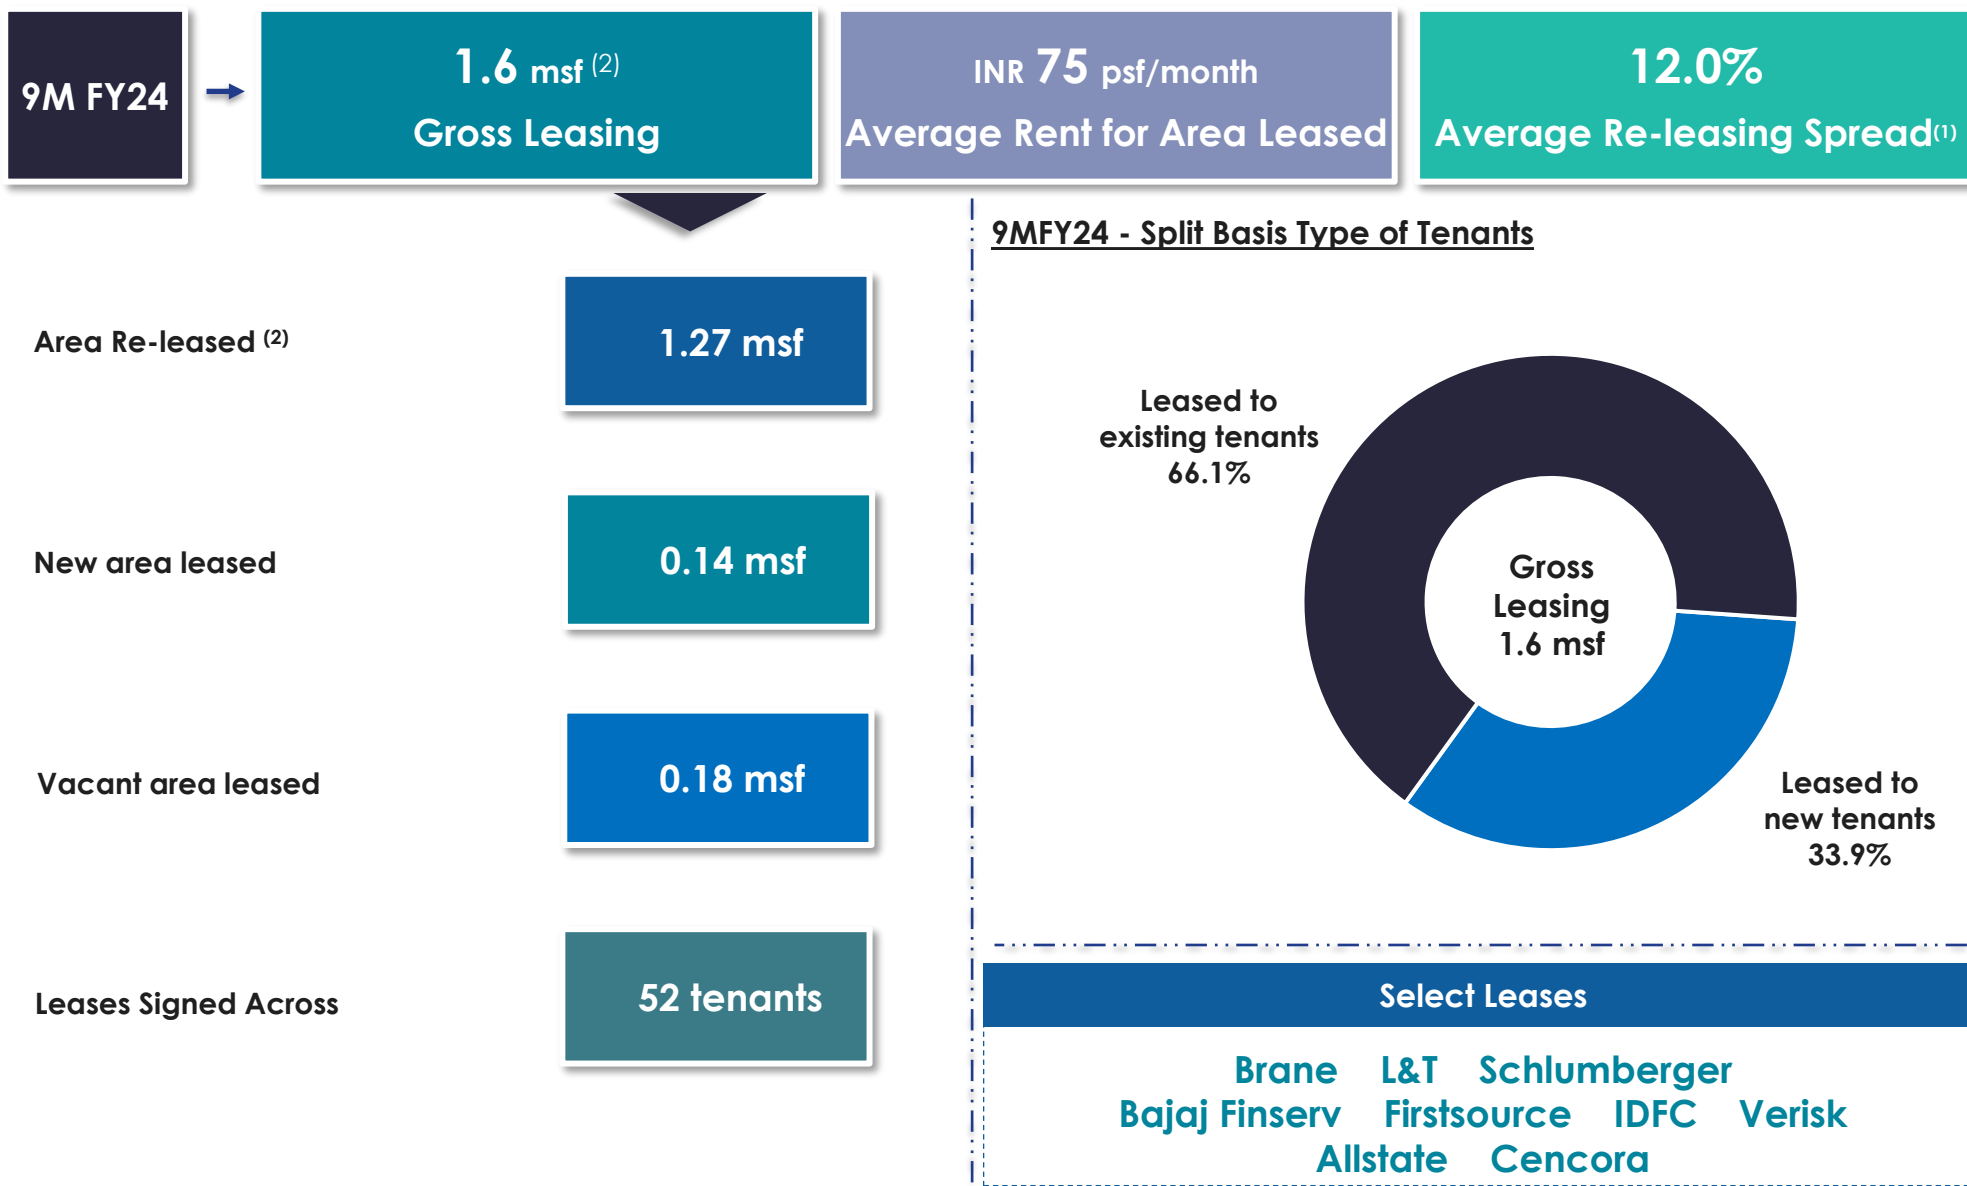 9M FY24
1.6 msf (2)
Gross Leasing
INR 75 psf/month
Average Rent for Area Leased
12.0%
Average Re-leasing Spread(1)
Area Re-leased (2)
1.27 msf
New area leased
0.14 msf
Vacant area leased
0.18 msf
Leases Signed Across
52 tenants
9MFY24 - Split Basis Type of Tenants
Leased to
existing tenants
66.1%
Gross
Leasing
1.6 msf
Leased to
new tenants
33.9%
Select Leases
Brane L&T Schlumberger
Bajaj Finserv Firstsource IDFC Verisk
Allstate Cencora